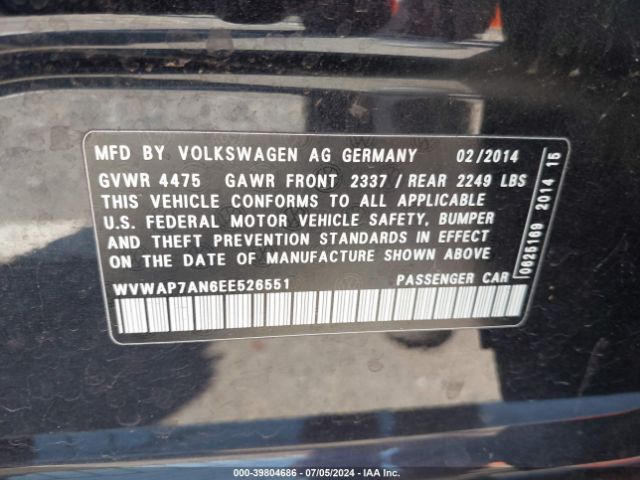 MFD BY VOLKSWAGEN AG GERMANY 02/2014
GVWR 4475 GAWR FRONT 2337 / REAR 2249 LBS
THIS VEHICLE CONFORMS TO ALL APPLICABLE
U.S. FEDERAL MOTOR VEHICLE SAFETY, BUMPER
AND THEFT PREVENTION STANDARDS IN EFFECT
ON THE DATE OF MANUFACTURE SHOWN ABOVE
WVWAP7AN6EE526551 PASSENGER CAR
0625169 2014 15
000-39804686 - 07/05/2024 - IAA Inc.